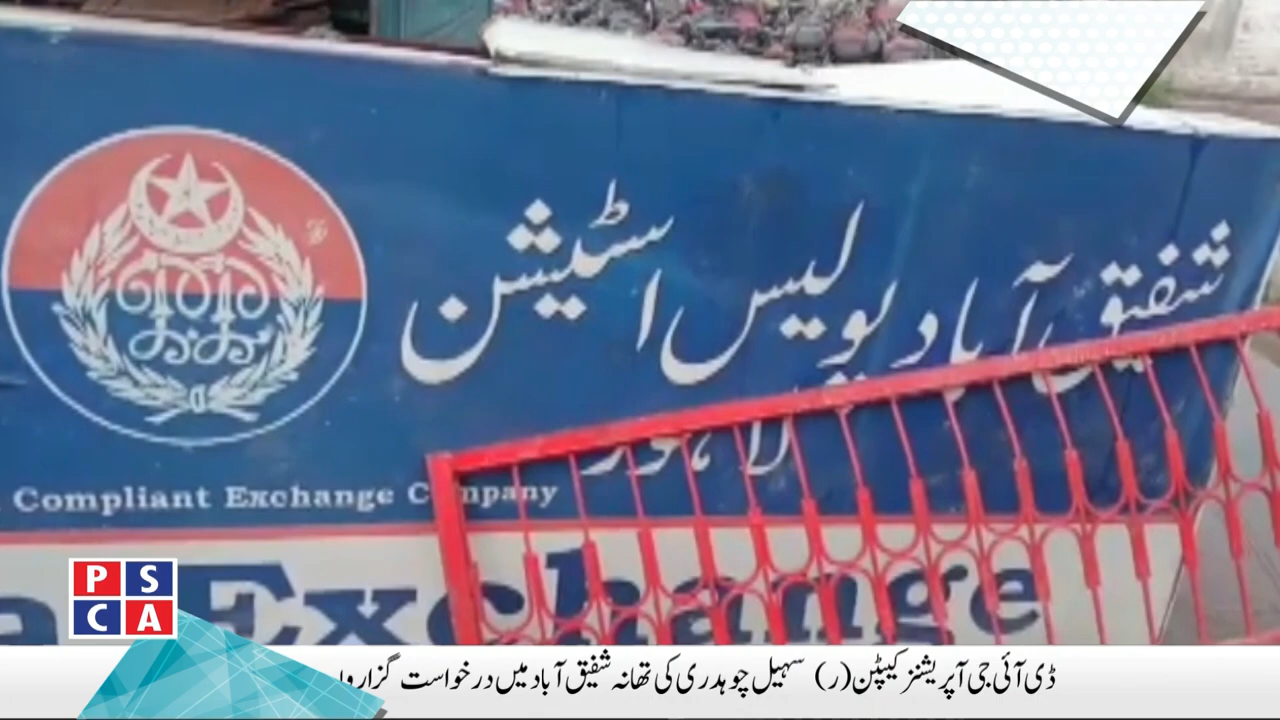 شفیق آباد پولیس اسٹیشن
لاہور
Compliant Exchange Company
Exchange
PS
CA
ڈی آئی جی آپریشنز کیپٹن (ر) سہیل چوہدری کی تھانہ شفیق آباد میں درخواست گزاروں